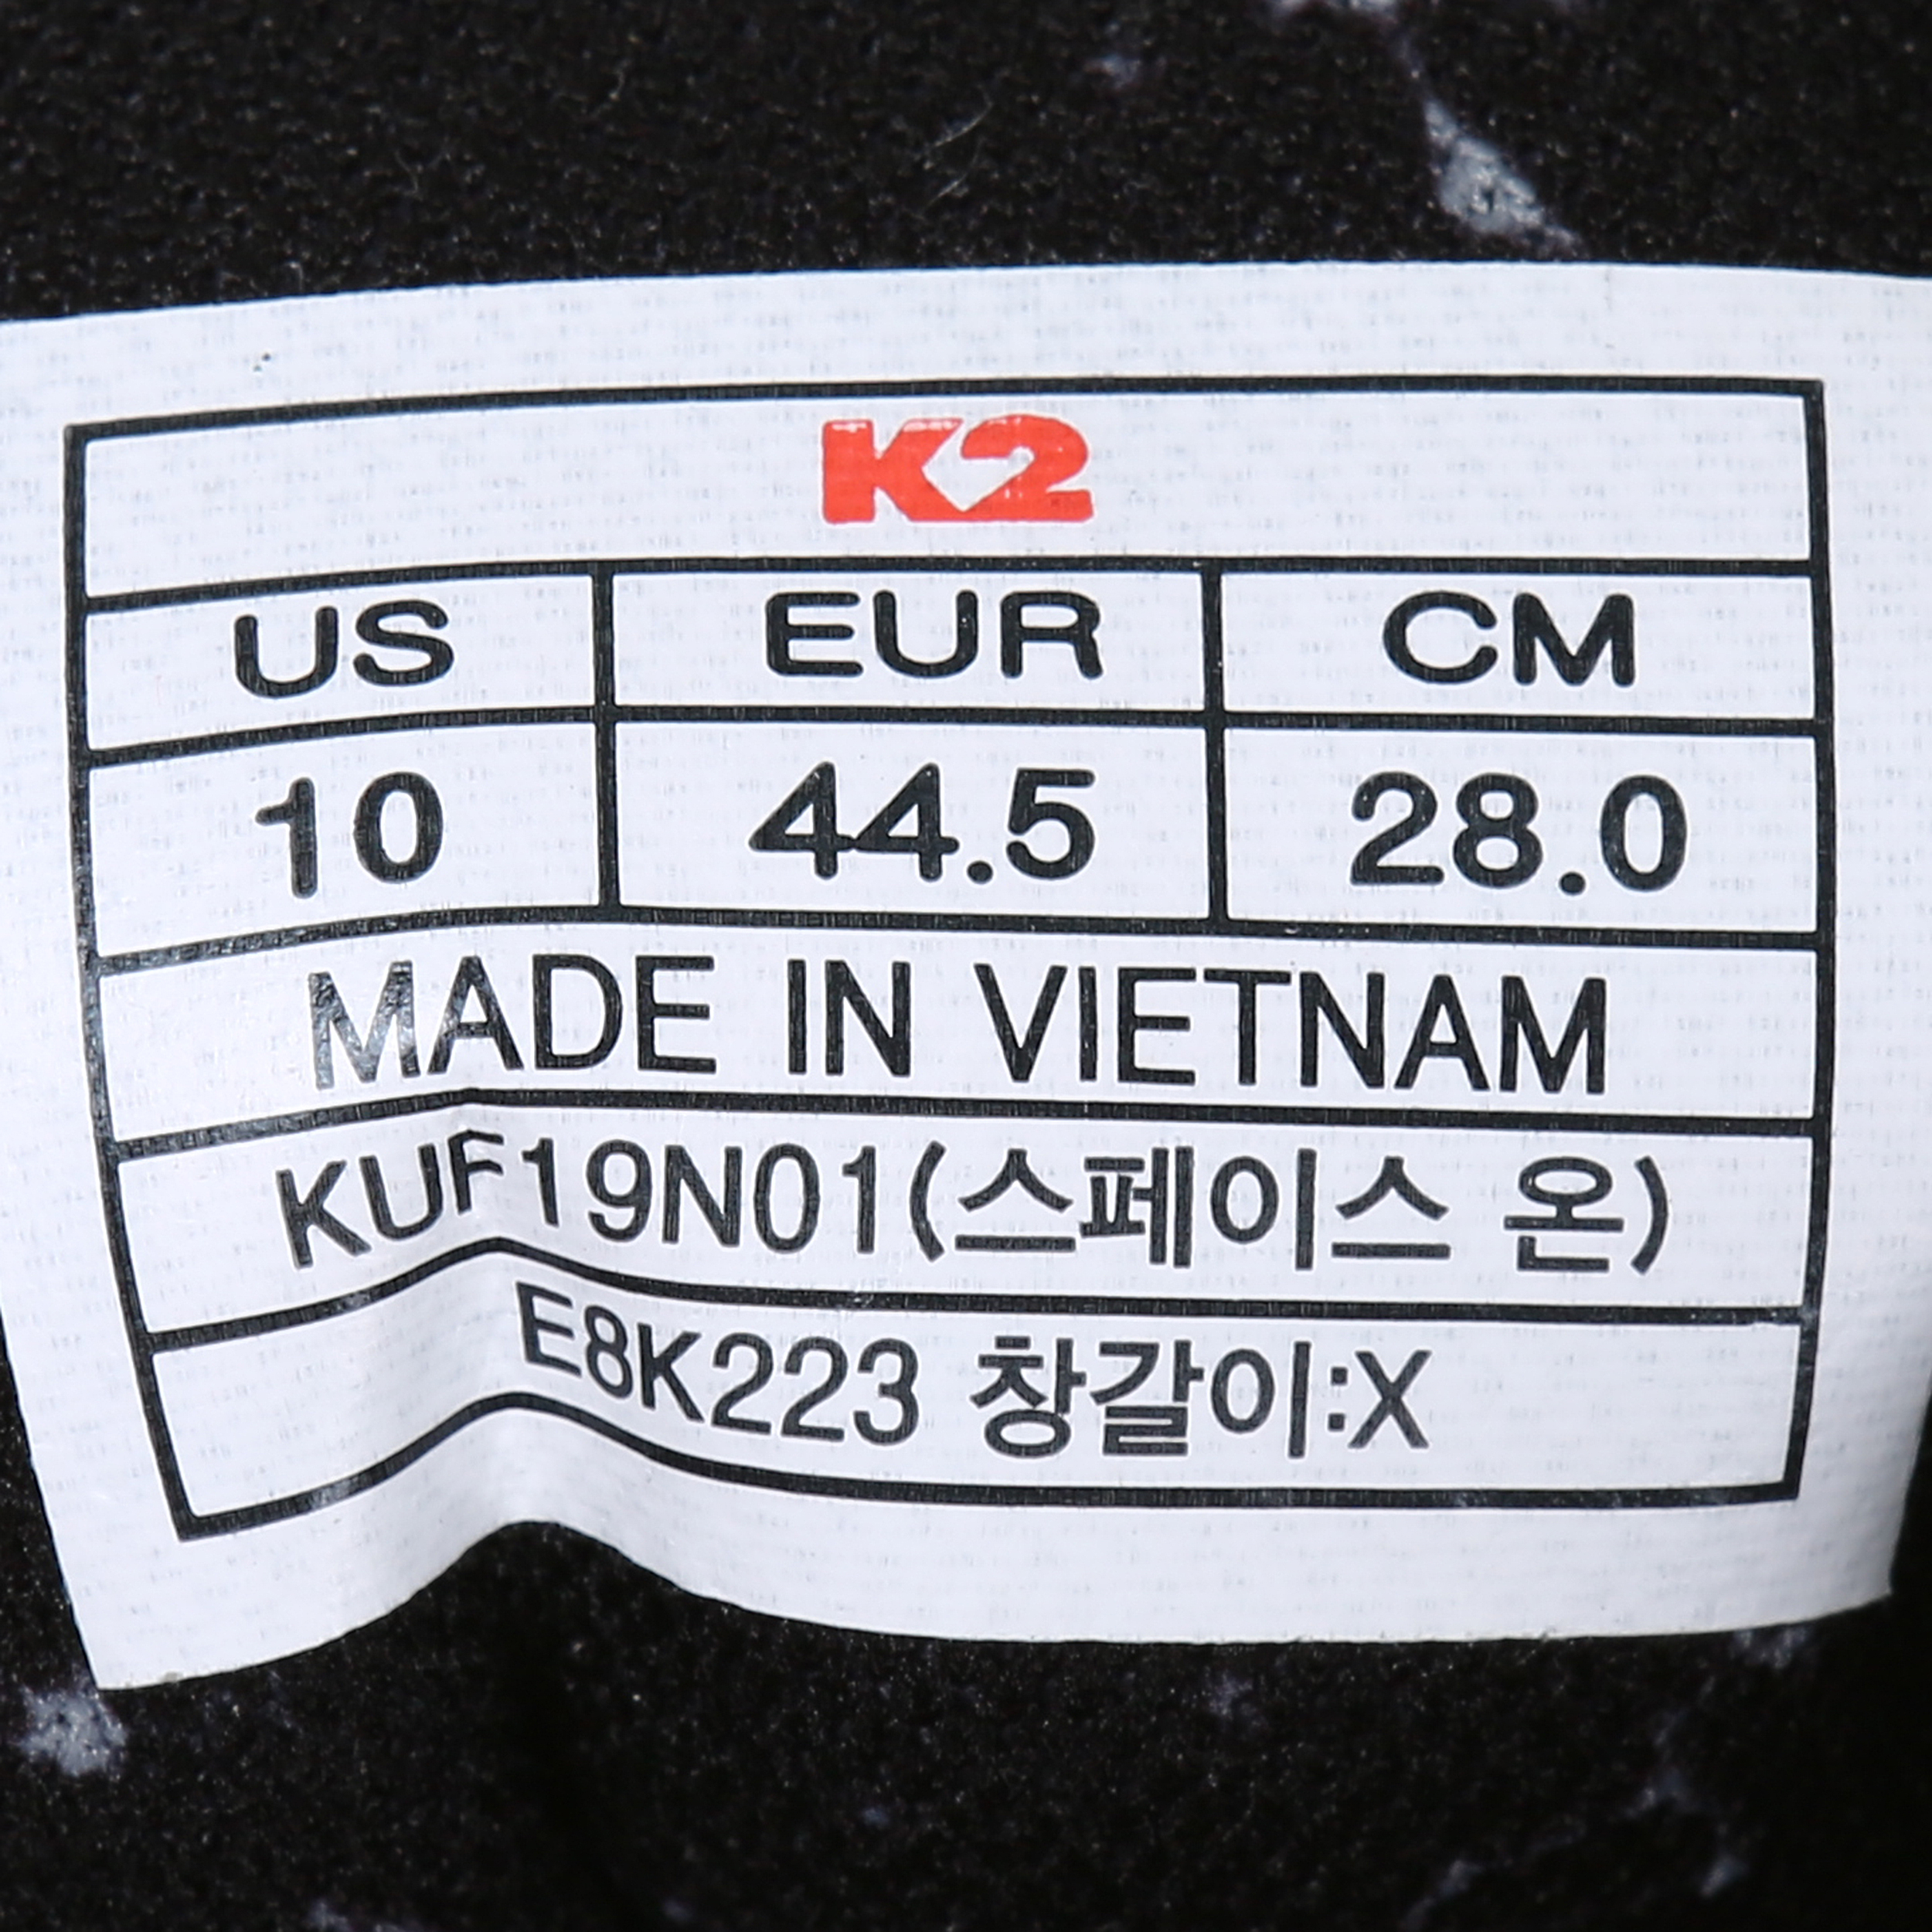 K2
US EUR CM
10 44.5 28.0
MADE IN VIETNAM
KUF19N01(스페이스 온)
E8K223 창갈이:X